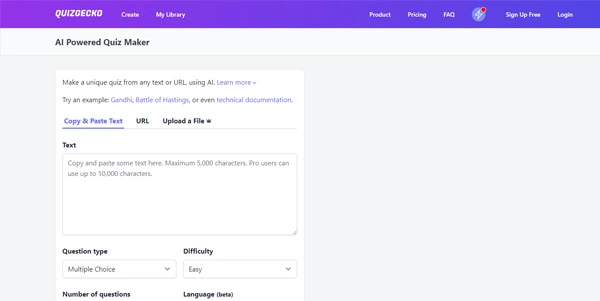 QUIZGECKO Create My Library Product Pricing FAQ Sign Up Free Login
AI Powered Quiz Maker
Make a unique quiz from any text or URL, using AI. Learn more
Try an example: Gandhi, Battle of Hastings, or even technical documentation.
Copy & Paste Text URL Upload a File
Text
Copy and paste some text here. Maximum 5,000 characters. Pro users can
use up to 10,000 characters.
Question type Difficulty
Multiple Choice Easy
Number of questions Language (beta)